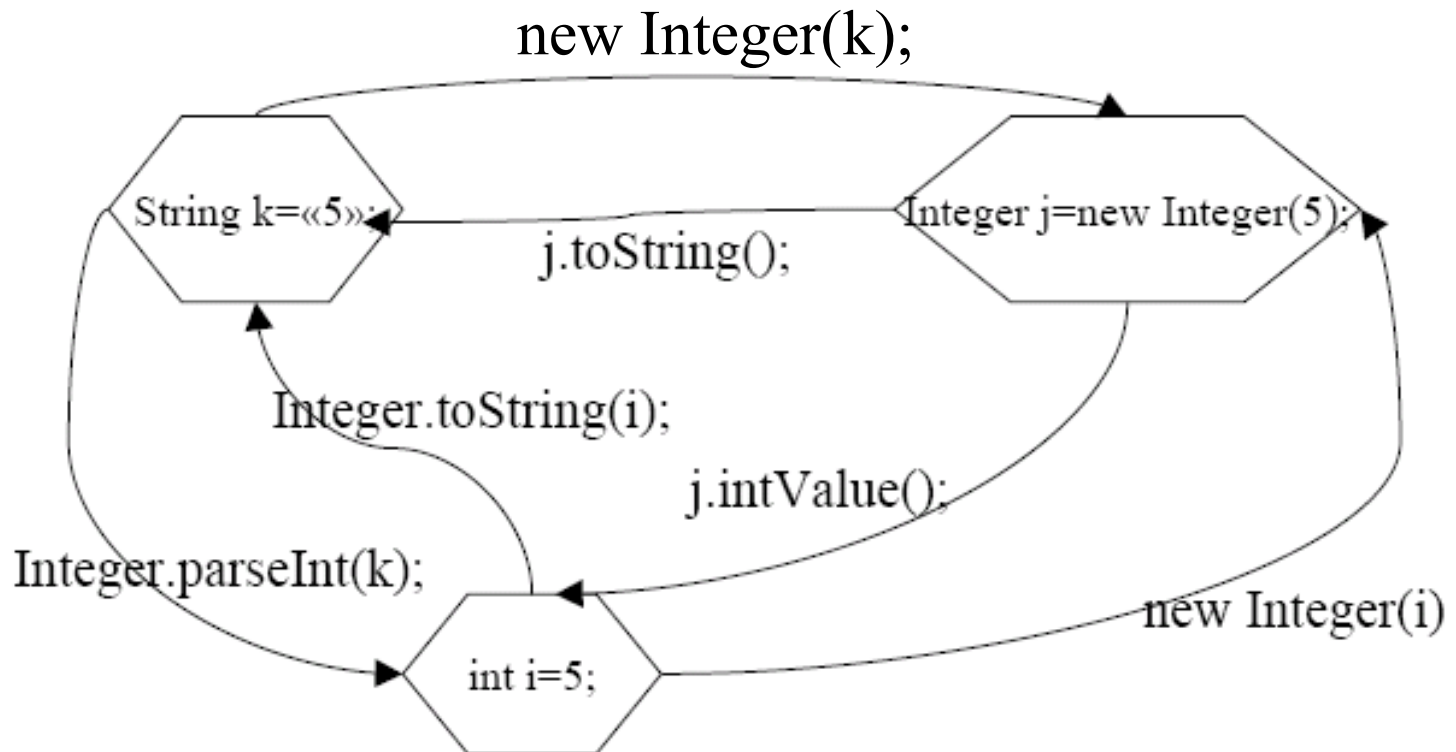 new Integer(k);
String k=«5»;
Integer j=new Integer(5);
j.toString();
Integer.toString(i);
j.intValue();
Integer.parseInt(k);
new Integer(i)
int i=5;